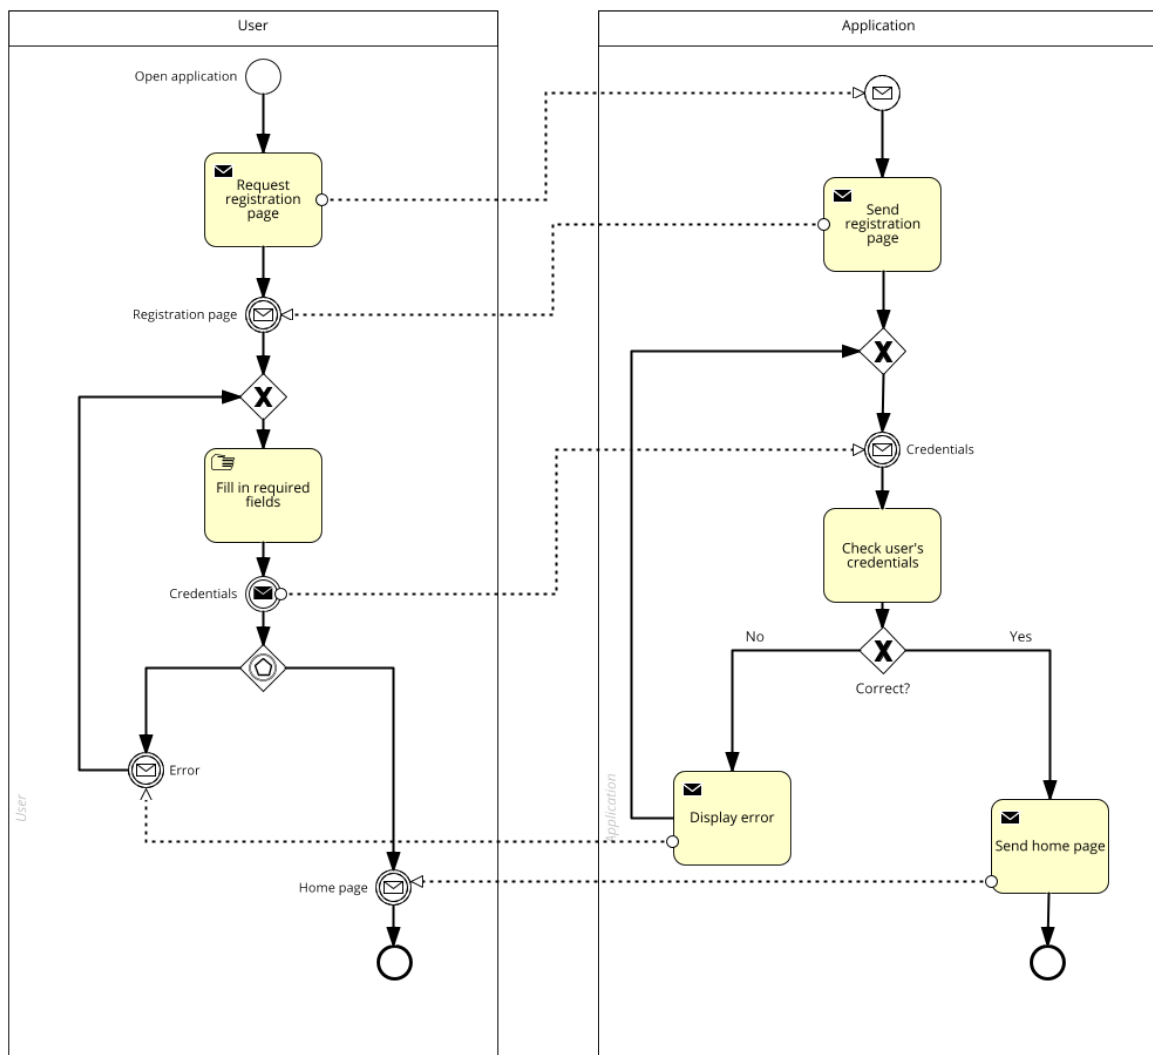 User
Application
Open application
Request
registration
page
Send
registration
page
Registration page
Credentials
Fill in required
fields
Check user's
credentials
Credentials
No
Yes
Correct?
Error
User
Application
Display error
Send home page
Home page